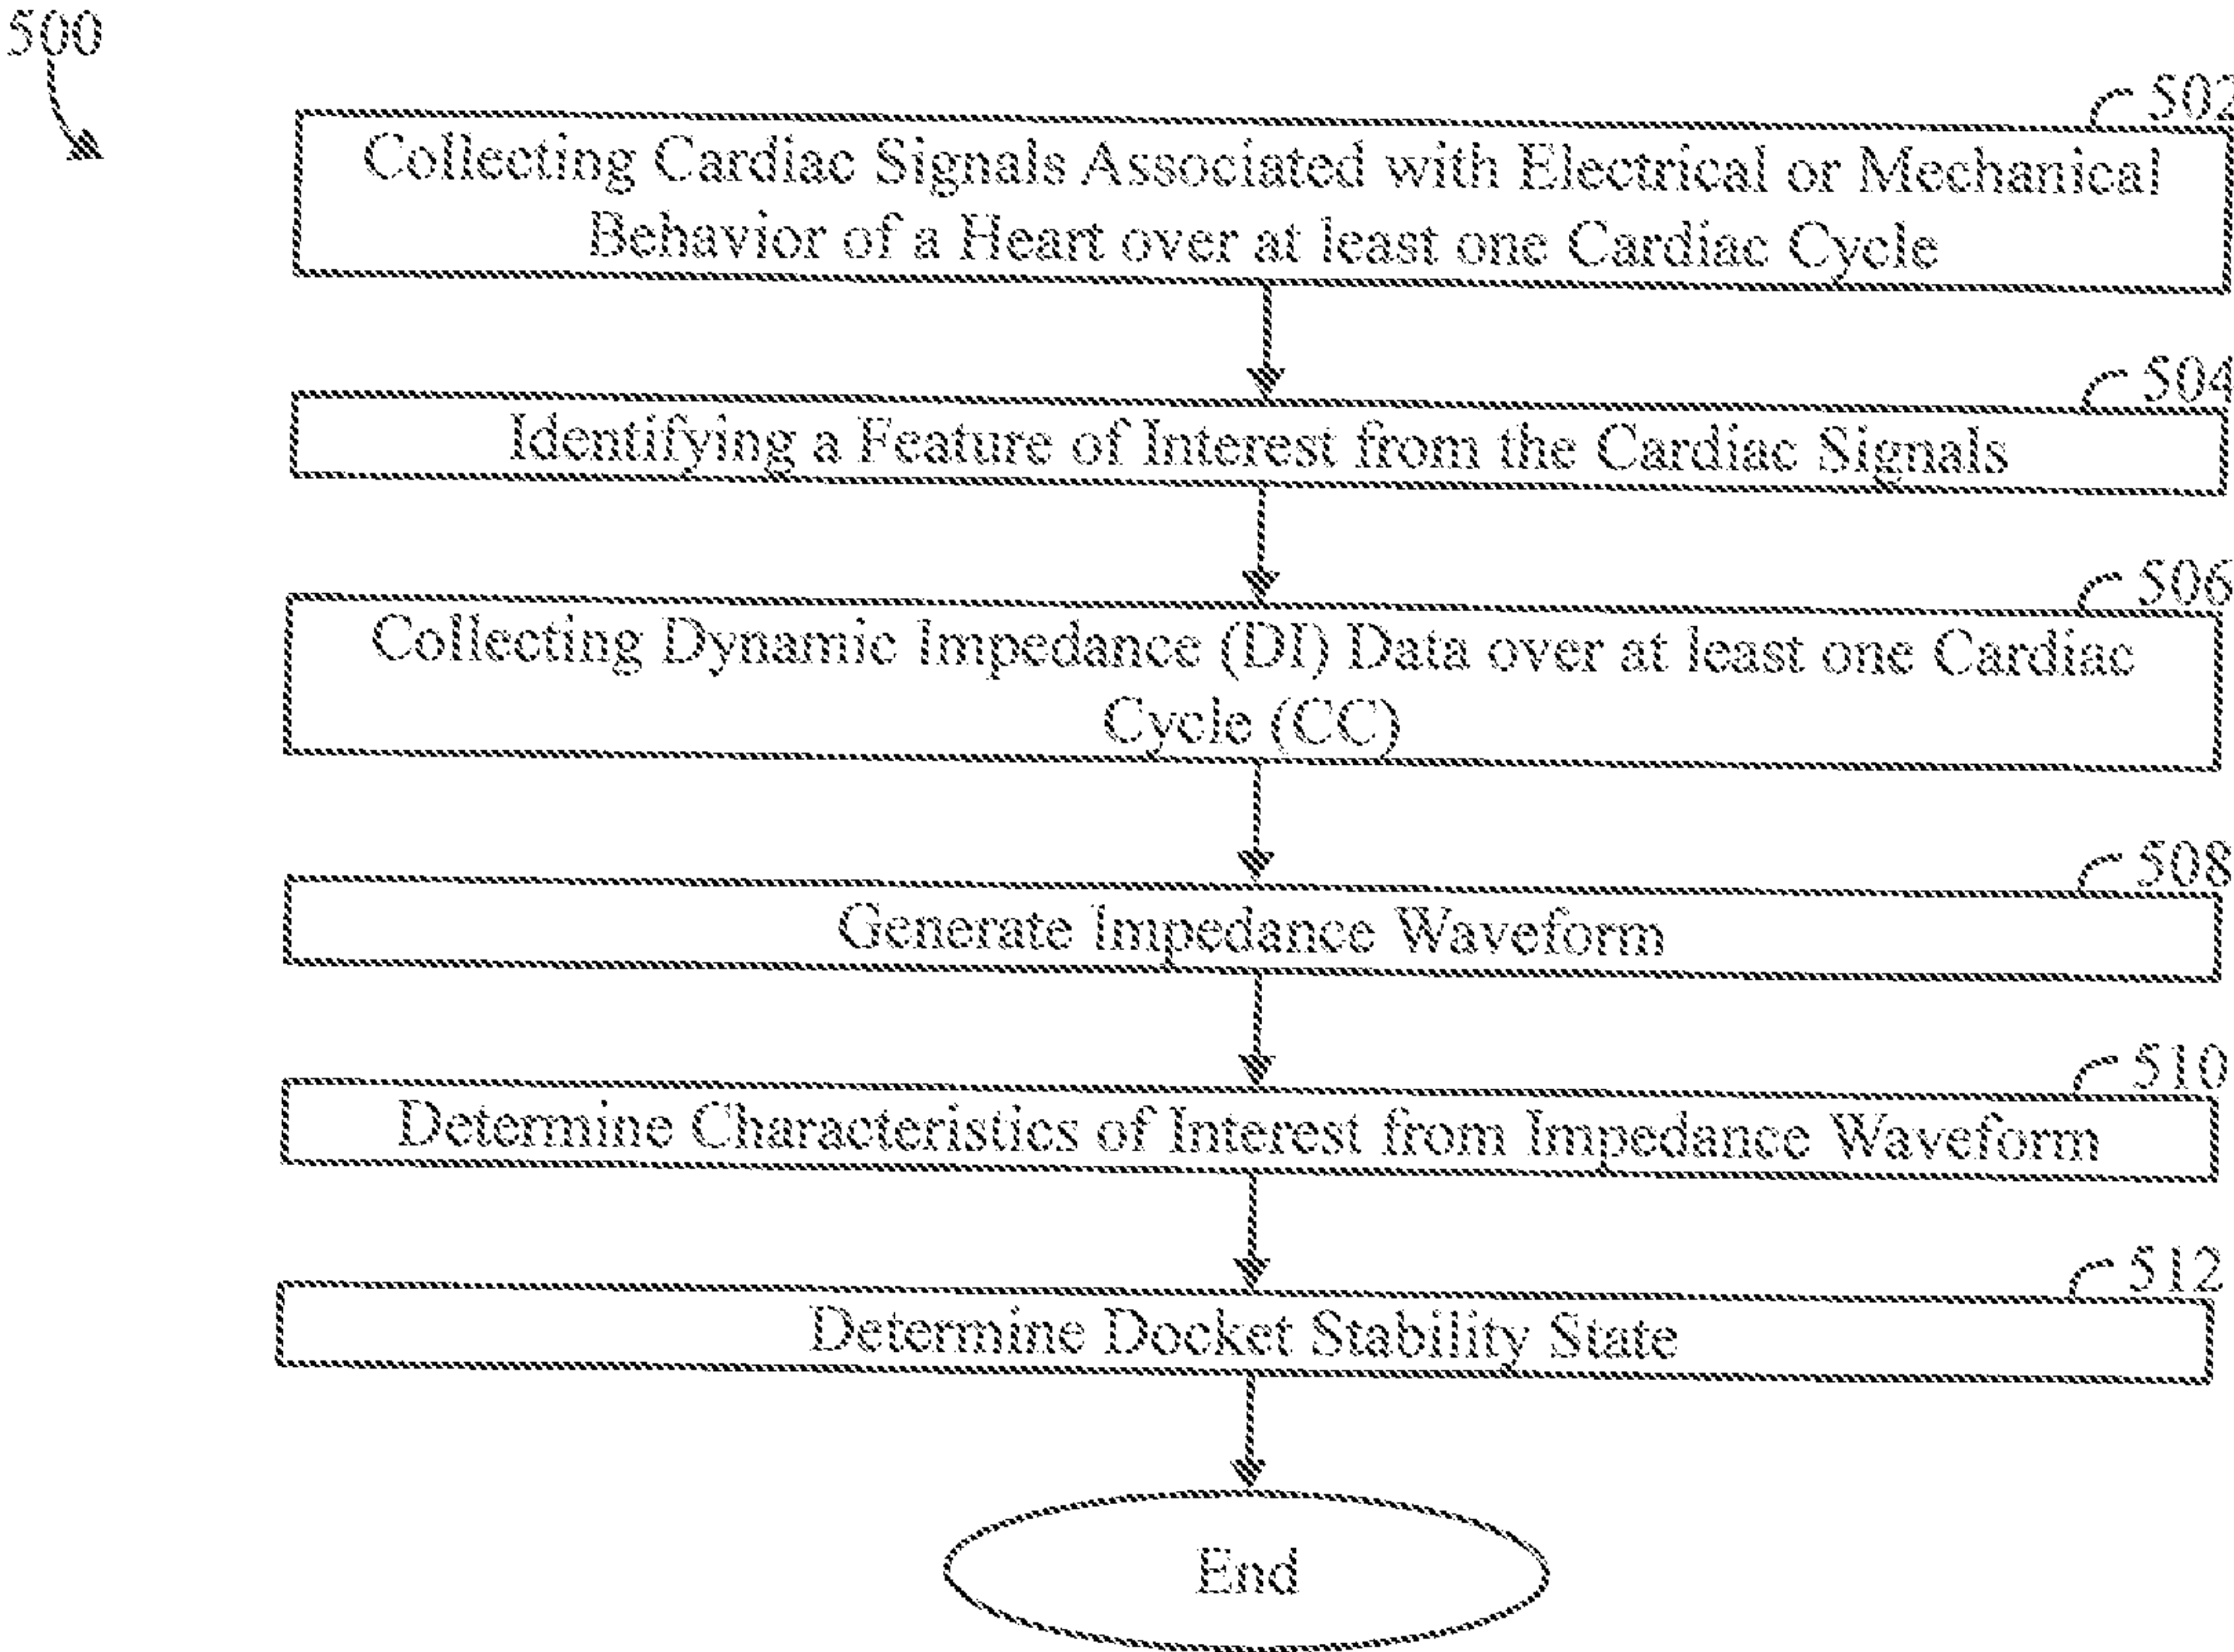 500
502
Collecting Cardiac Signals Associated with Electrical or Mechanical
Behavior of a Heart over at least one Cardiac Cycle
504
Identifying a Feature of Interest from the Cardiac Signals
506
Collecting Dynamic Impedance (DI) Data over at least one Cardiac
Cycle (CC)
508
Generate Impedance Waveform
510
Determine Characteristics of Interest from Impedance Waveform
512
Determine Docket Stability State
End